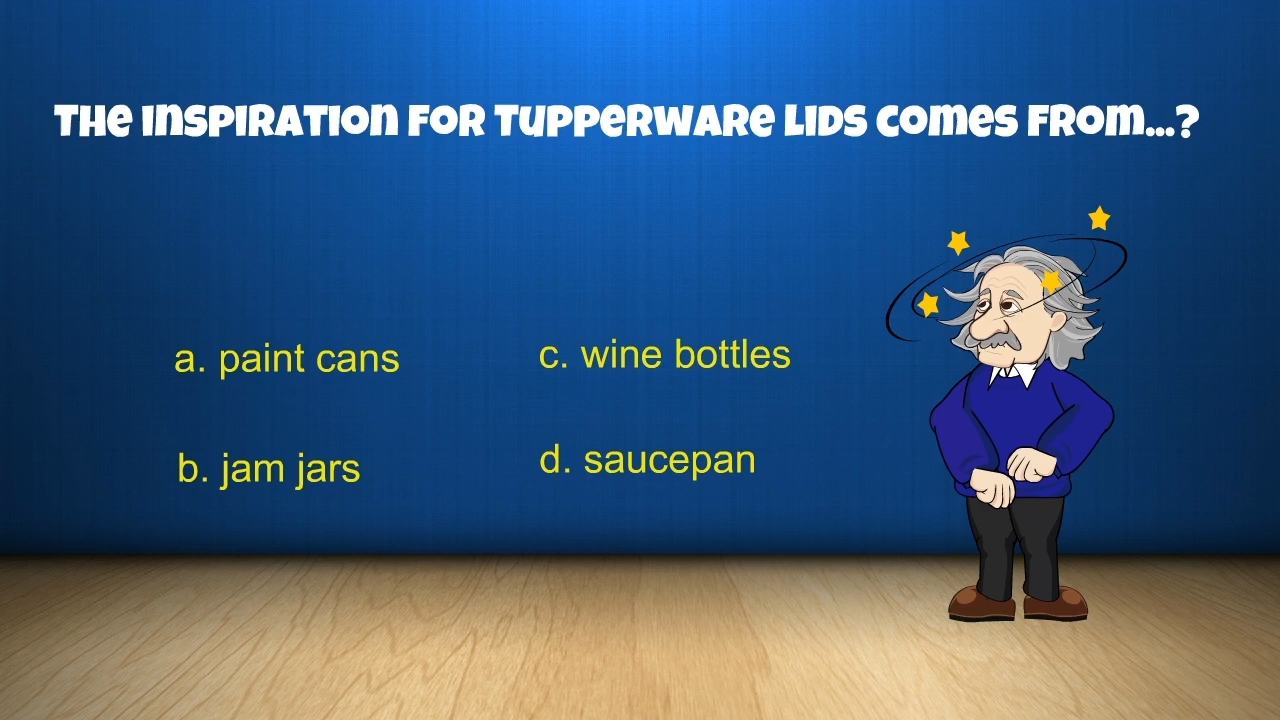 The inspiration for Tupperware lids comes from...?
a. paint cans
b. jam jars
c. wine bottles
d. saucepan